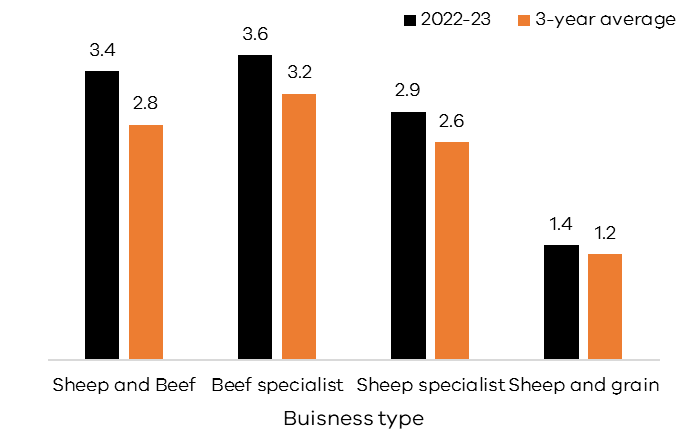 2022-23 3-year average
3.4 2.8 3.6 3.2 2.9 2.6 1.4 1.2
Sheep and Beef Beef specialist Sheep specialist Sheep and grain
Buisness type